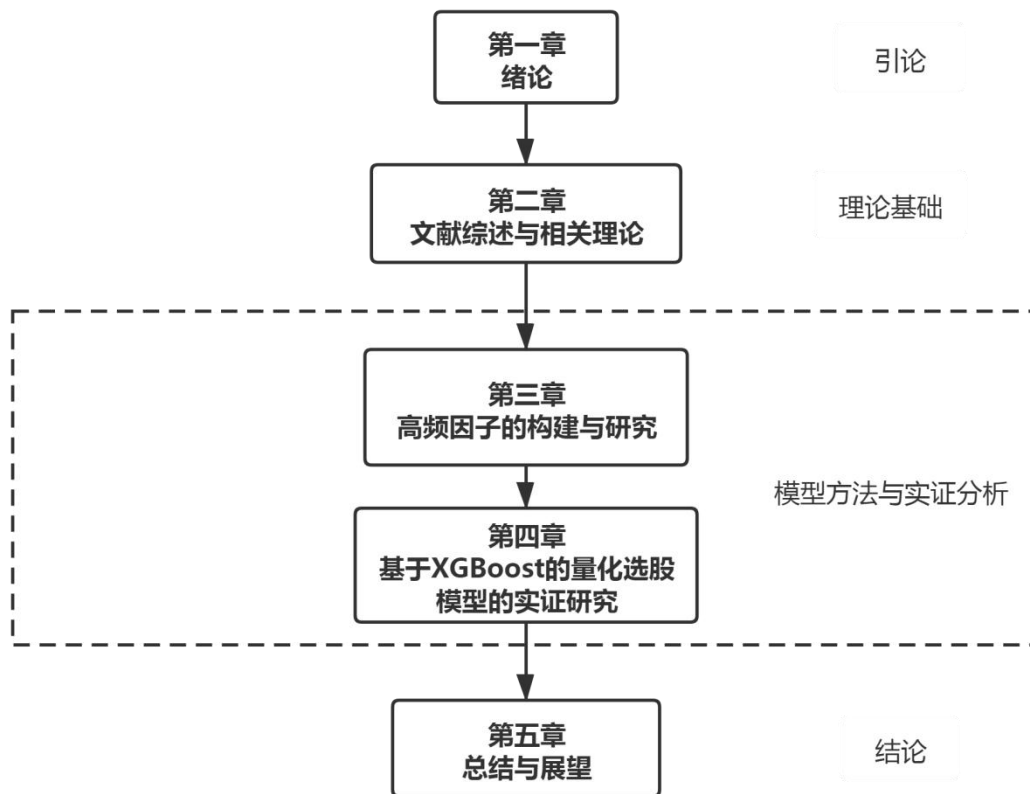 第一章
绪论
引论
第二章
文献综述与相关理论
理论基础
第三章
高频因子的构建与研究
模型方法与实证分析
第四章
基于XGBoost的量化选股
模型的实证研究
第五章
总结与展望
结论